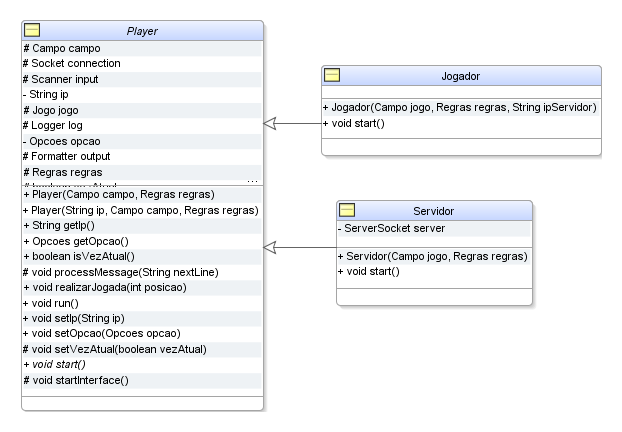 Player
# Campo campo
# Socket connection
# Scanner input
- String ip
# Jogo jogo
# Logger log
- Opcoes opcao
# Formatter output
# Regras regras
...
+ Player(Campo campo, Regras regras)
+ Player(String ip, Campo campo, Regras regras)
+ String getIp()
+ Opcoes getOpcao()
+ boolean isVezAtual()
# void processMessage(String nextLine)
+ void realizarJogada(int posicao)
+ void run()
+ void setIp(String ip)
+ void setOpcao(Opcoes opcao)
# void setVezAtual(boolean vezAtual)
+ void start()
# void startInterface()
Jogador
+ Jogador(Campo jogo, Regras regras, String ipServidor)
+ void start()
Servidor
- ServerSocket server
+ Servidor(Campo jogo, Regras regras)
+ void start()